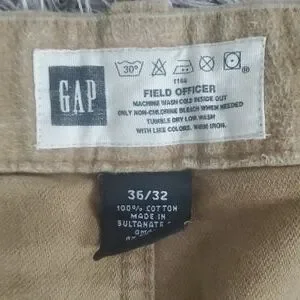 GAP
30°
1166
FIELD OFFICER
MACHINE WASH COLD INSIDE OUT
ONLY NON-CHLORINE BLEACH WHEN NEEDED
TUMBLE DRY LOW. WASH
WITH LIKE COLORS. WARM IRON.
36/32
100% COTTON
MADE IN
SULTANATE